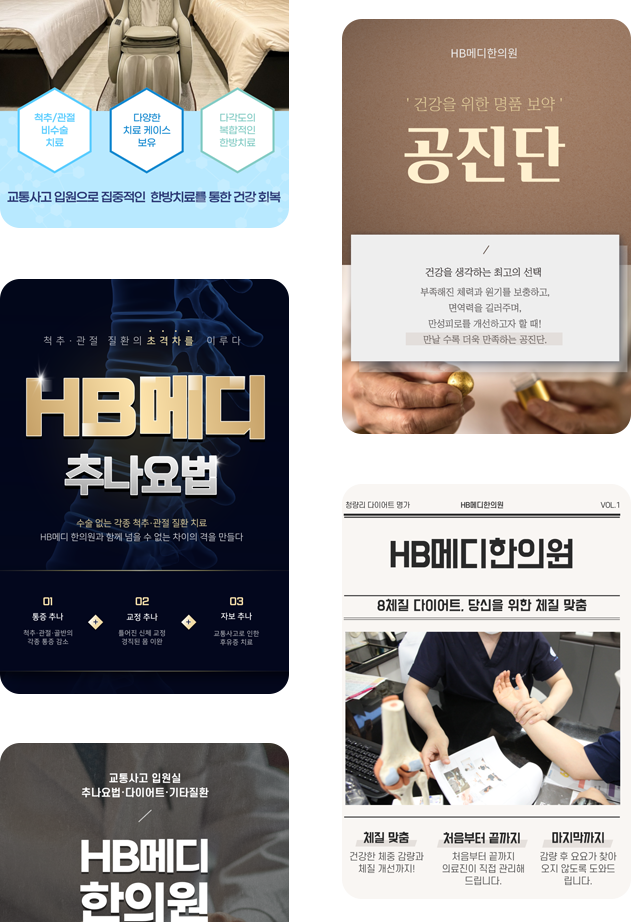 척추/관절
비수술
치료
다양한
치료 케이스
보유
다각도의
복합적인
한방치료
교통사고 입원으로 집중적인 한방치료를 통한 건강 회복
척추·관절 질환의 초격차를 이루다
HB메디
추나요법
수술 없는 각종 척추·관절 질환 치료
HB메디 한의원과 함께 넘을 수 없는 차이의 격을 만들다
01
통증 추나
척추·관절·골반의
각종 통증 감소
02
교정 추나
틀어진 신체 교정
경직된 몸 이완
03
자보 추나
교통사고로 인한
후유증 치료
교통사고 입원실
추나요법·다이어트·기타질환
HB메디
한의원
HB메디한의원
' 건강을 위한 명품 보약 '
공진단
건강을 생각하는 최고의 선택
부족해진 체력과 원기를 보충하고,
면역력을 길러주며,
만성피로를 개선하고자 할 때!
만날 수록 더욱 만족하는 공진단.
청량리 다이어트 명가
HB메디한의원
VOL.1
HB메디한의원
8체질 다이어트, 당신을 위한 체질 맞춤
체질 맞춤
건강한 체중 감량과
체질 개선까지!
처음부터 끝까지
처음부터 끝까지
의료진이 직접 관리해
드립니다.
마지막까지
감량 후 요요가 찾아
오지 않도록 도와드
립니다.